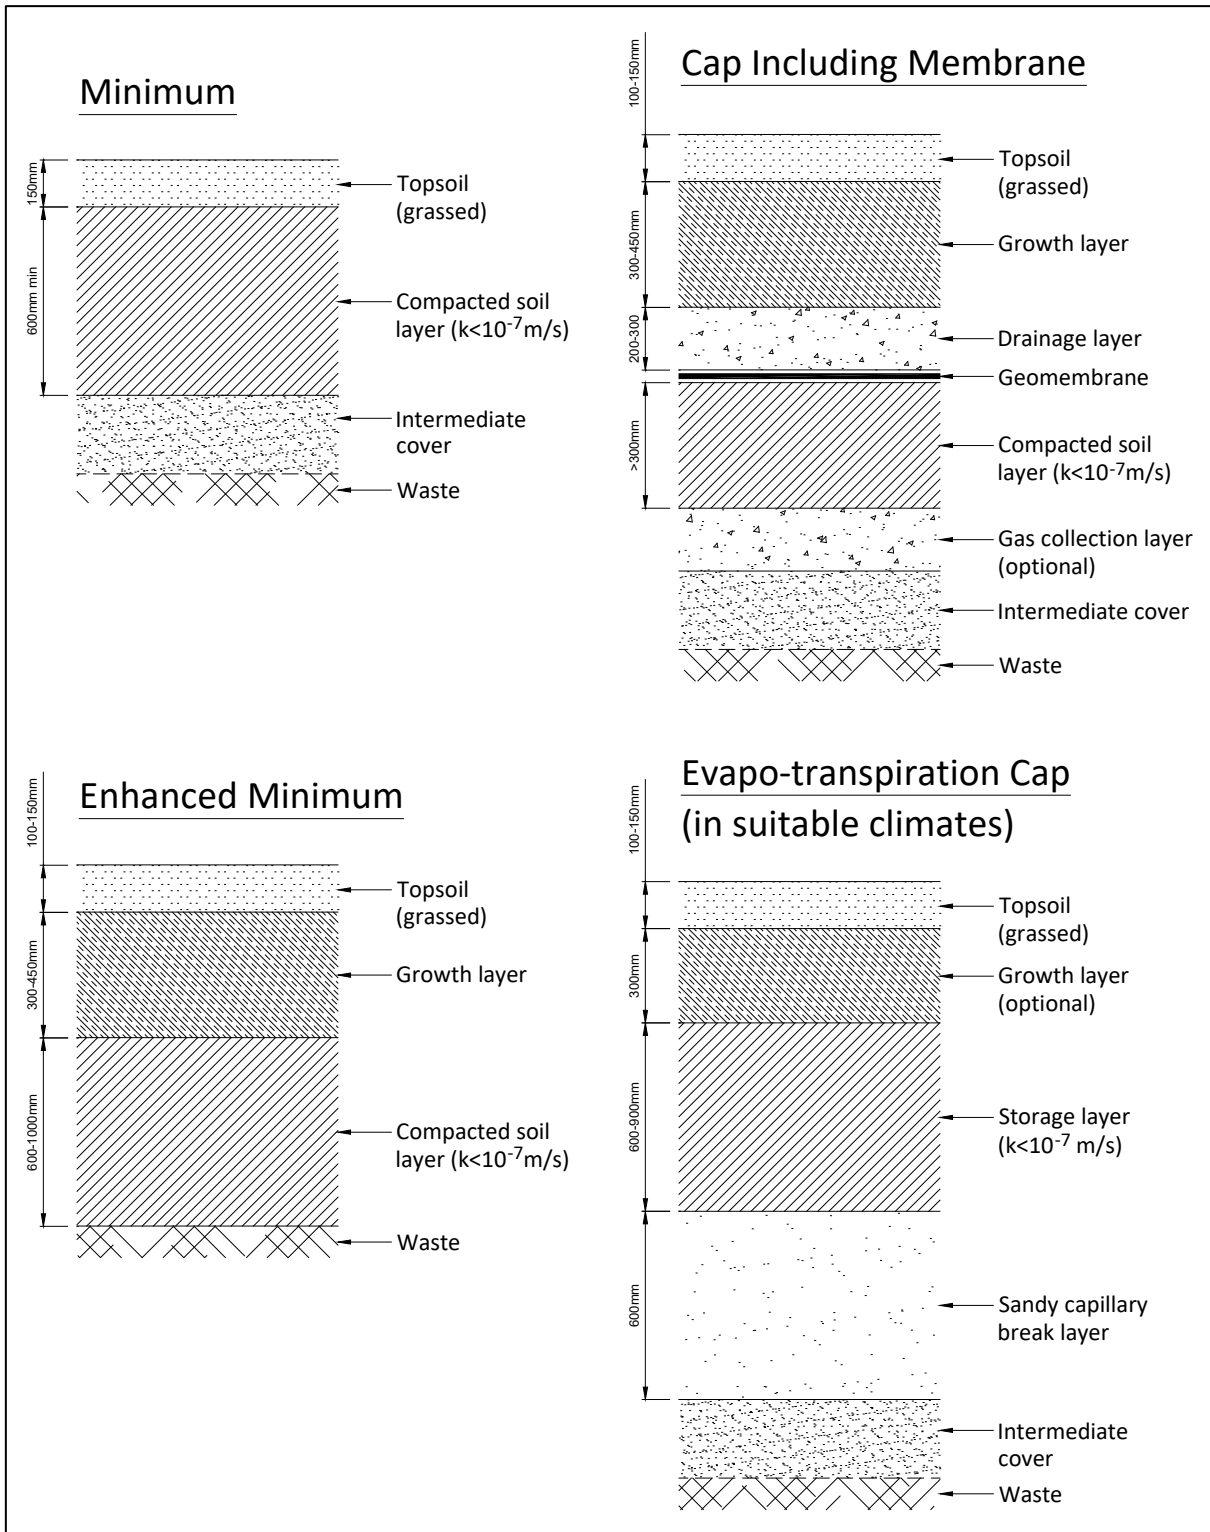 Minimum
150mm
600mm min
Topsoil
(grassed)
Compacted soil
layer (k<10⁻⁷m/s)
Intermediate
cover
Waste
Cap Including Membrane
100-150mm
300-450mm
200-300
>300mm
Topsoil
(grassed)
Growth layer
Drainage layer
Geomembrane
Compacted soil
layer (k<10⁻⁷m/s)
Gas collection layer
(optional)
Intermediate cover
Waste
Enhanced Minimum
100-150mm
300-450mm
600-1000mm
Topsoil
(grassed)
Growth layer
Compacted soil
layer (k<10⁻⁷m/s)
Waste
Evapo-transpiration Cap
(in suitable climates)
100-150mm
300mm
600-900mm
600mm
Topsoil
(grassed)
Growth layer
(optional)
Storage layer
(k<10⁻⁷ m/s)
Sandy capillary
break layer
Intermediate
cover
Waste